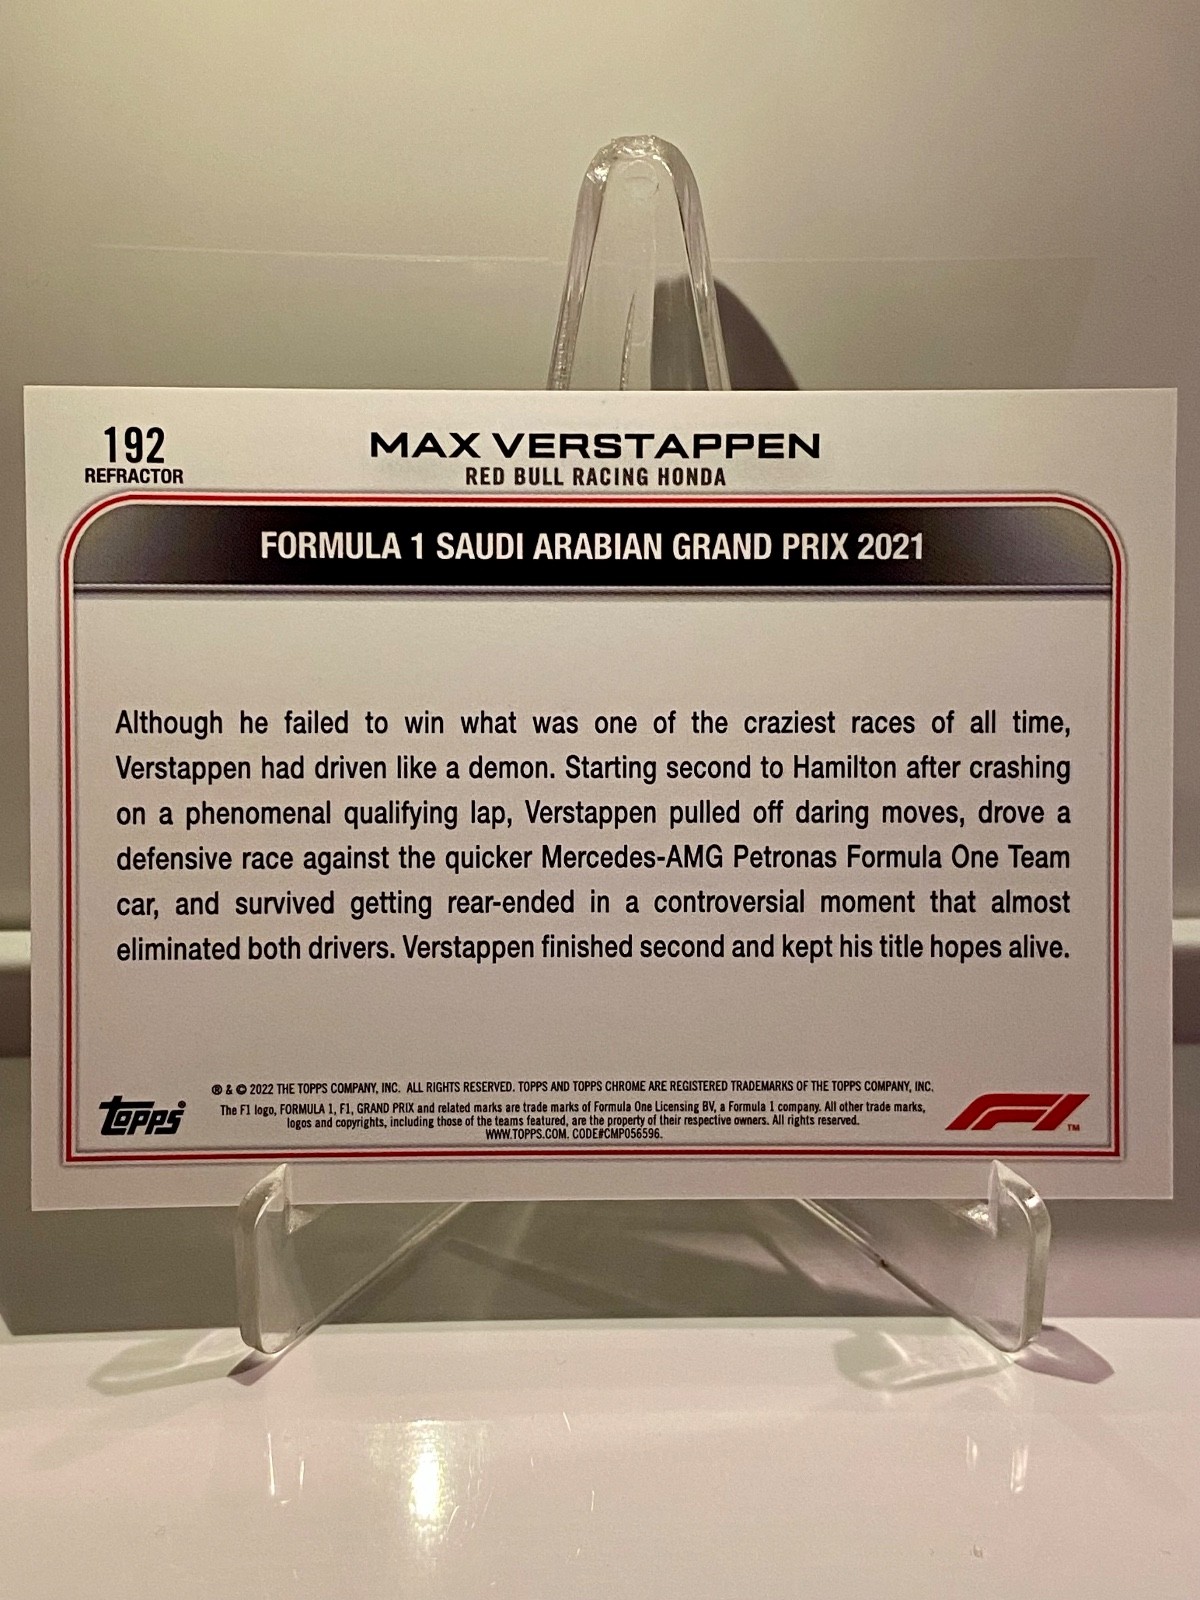 192
REFRACTOR
MAX VERSTAPPEN
RED BULL RACING HONDA
FORMULA 1 SAUDI ARABIAN GRAND PRIX 2021
Although he failed to win what was one of the craziest races of all time,
Verstappen had driven like a demon. Starting second to Hamilton after crashing
on a phenomenal qualifying lap, Verstappen pulled off daring moves, drove a
defensive race against the quicker Mercedes-AMG Petronas Formula One Team
car, and survived getting rear-ended in a controversial moment that almost
eliminated both drivers. Verstappen finished second and kept his title hopes alive.
® & © 2022 THE TOPPS COMPANY, INC. ALL RIGHTS RESERVED. TOPPS AND TOPPS CHROME ARE REGISTERED TRADEMARKS OF THE TOPPS COMPANY, INC.
The F1 logo, FORMULA 1, F1, GRAND PRIX and related marks are trade marks of Formula One Licensing BV, a Formula 1 company. All other trade marks,
logos and copyrights, including those of the teams featured, are the property of their respective owners. All rights reserved.
WWW.TOPPS.COM. CODE#CMP056596.
Topps®
F1™